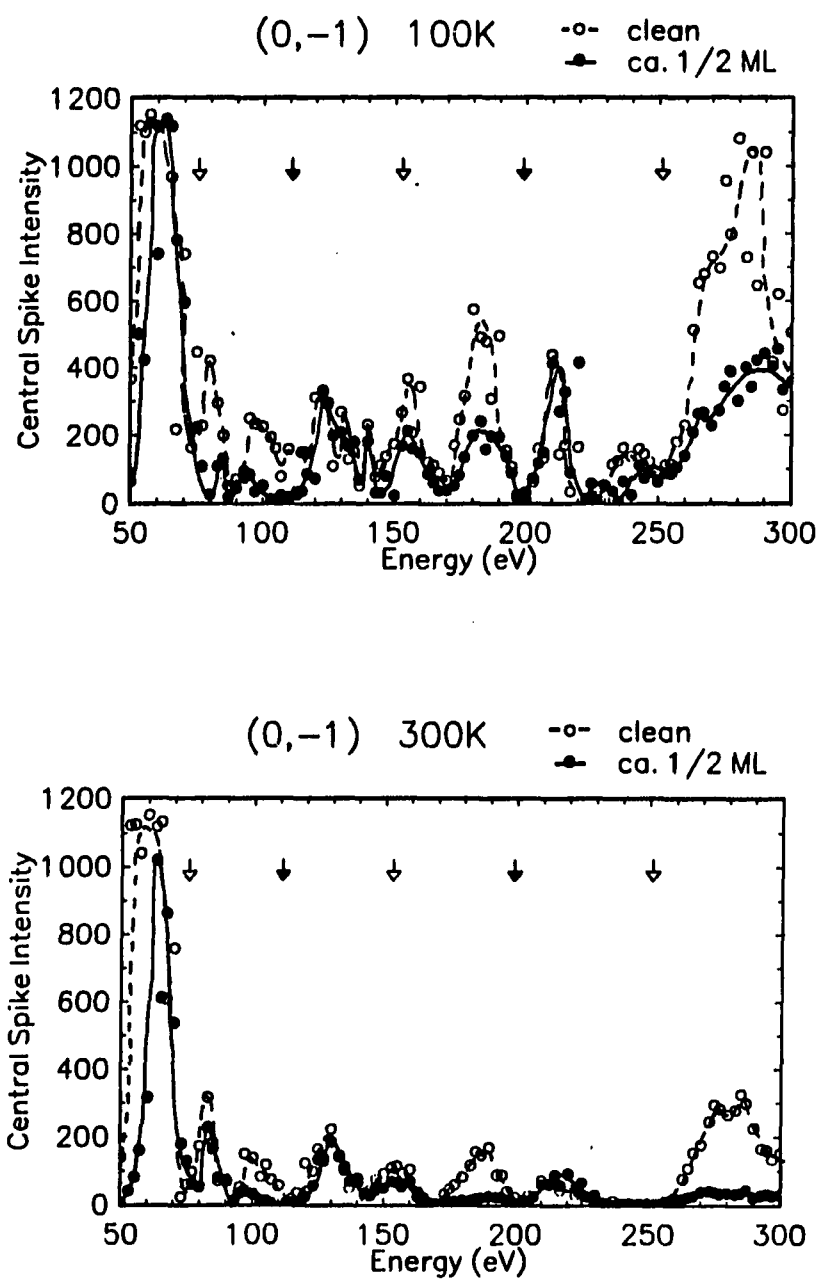 (0,−1) 100K
-o- clean
ca. 1/2 ML
1200
1000
800
600
400
200
0
Central Spike Intensity
50 100 150 200 250 300
Energy (eV)
(0,−1) 300K
-o- clean
ca. 1/2 ML
1200
1000
800
600
400
200
0
Central Spike Intensity
50 100 150 200 250 300
Energy (eV)